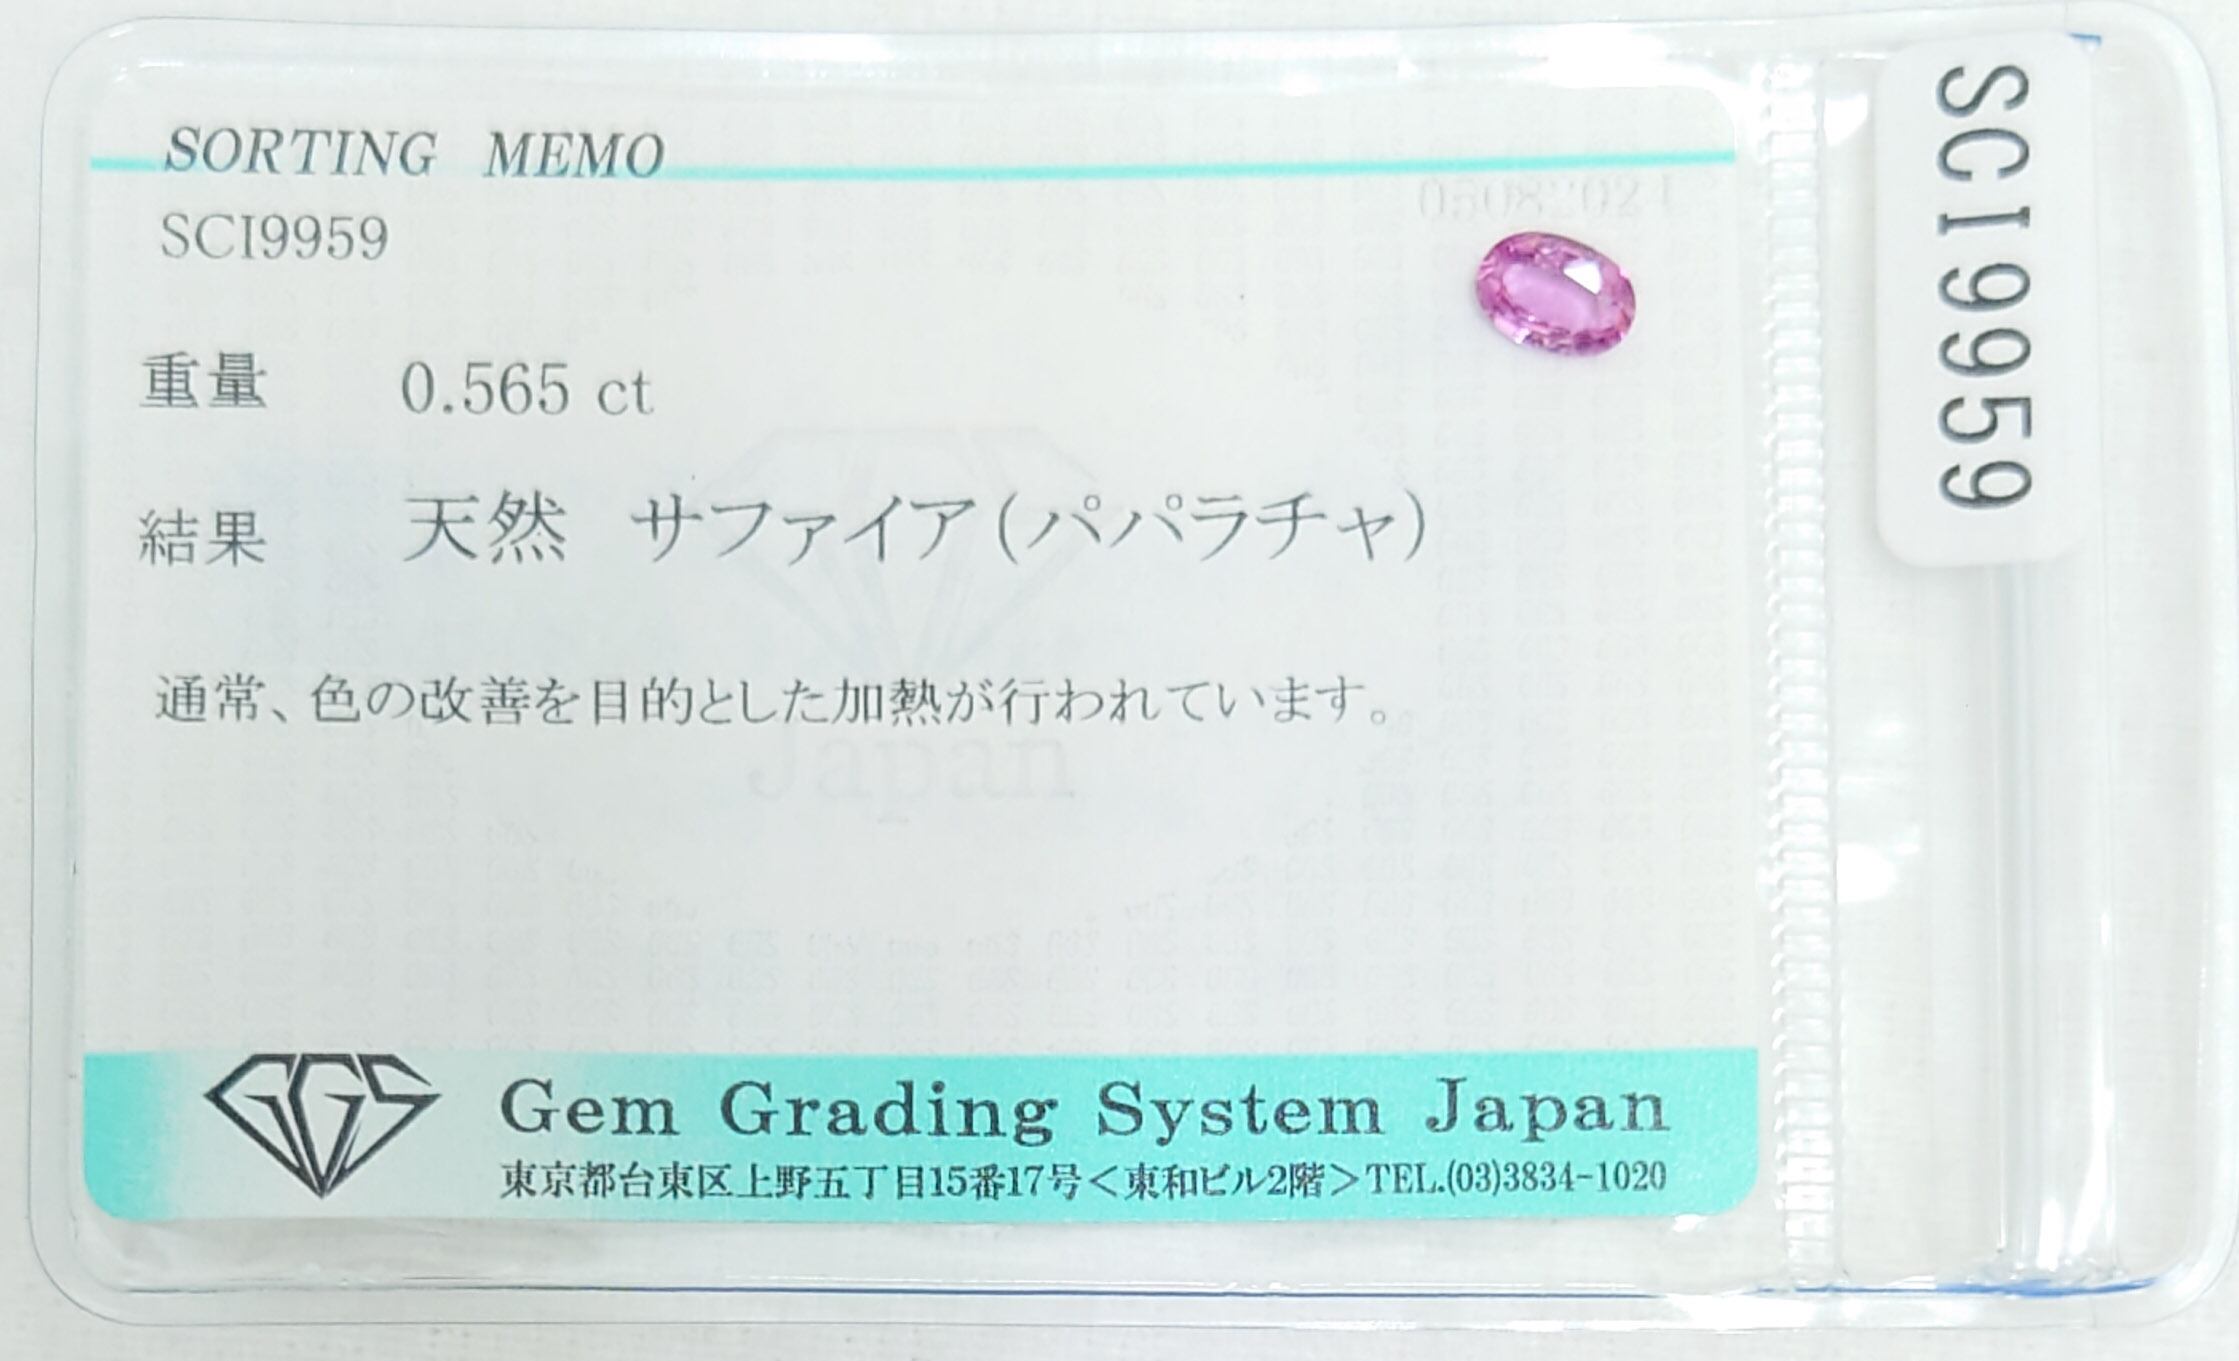 SORTING MEMO
SCI9959
重量 0.565 ct
結果 天然 サファイア(パパラチャ)
通常、色の改善を目的とした加熱が行われています。
Japan
GGS
Gem Grading System Japan
東京都台東区上野五丁目15番17号<東和ビル2階>TEL.(03)3834-1020
SCI9959